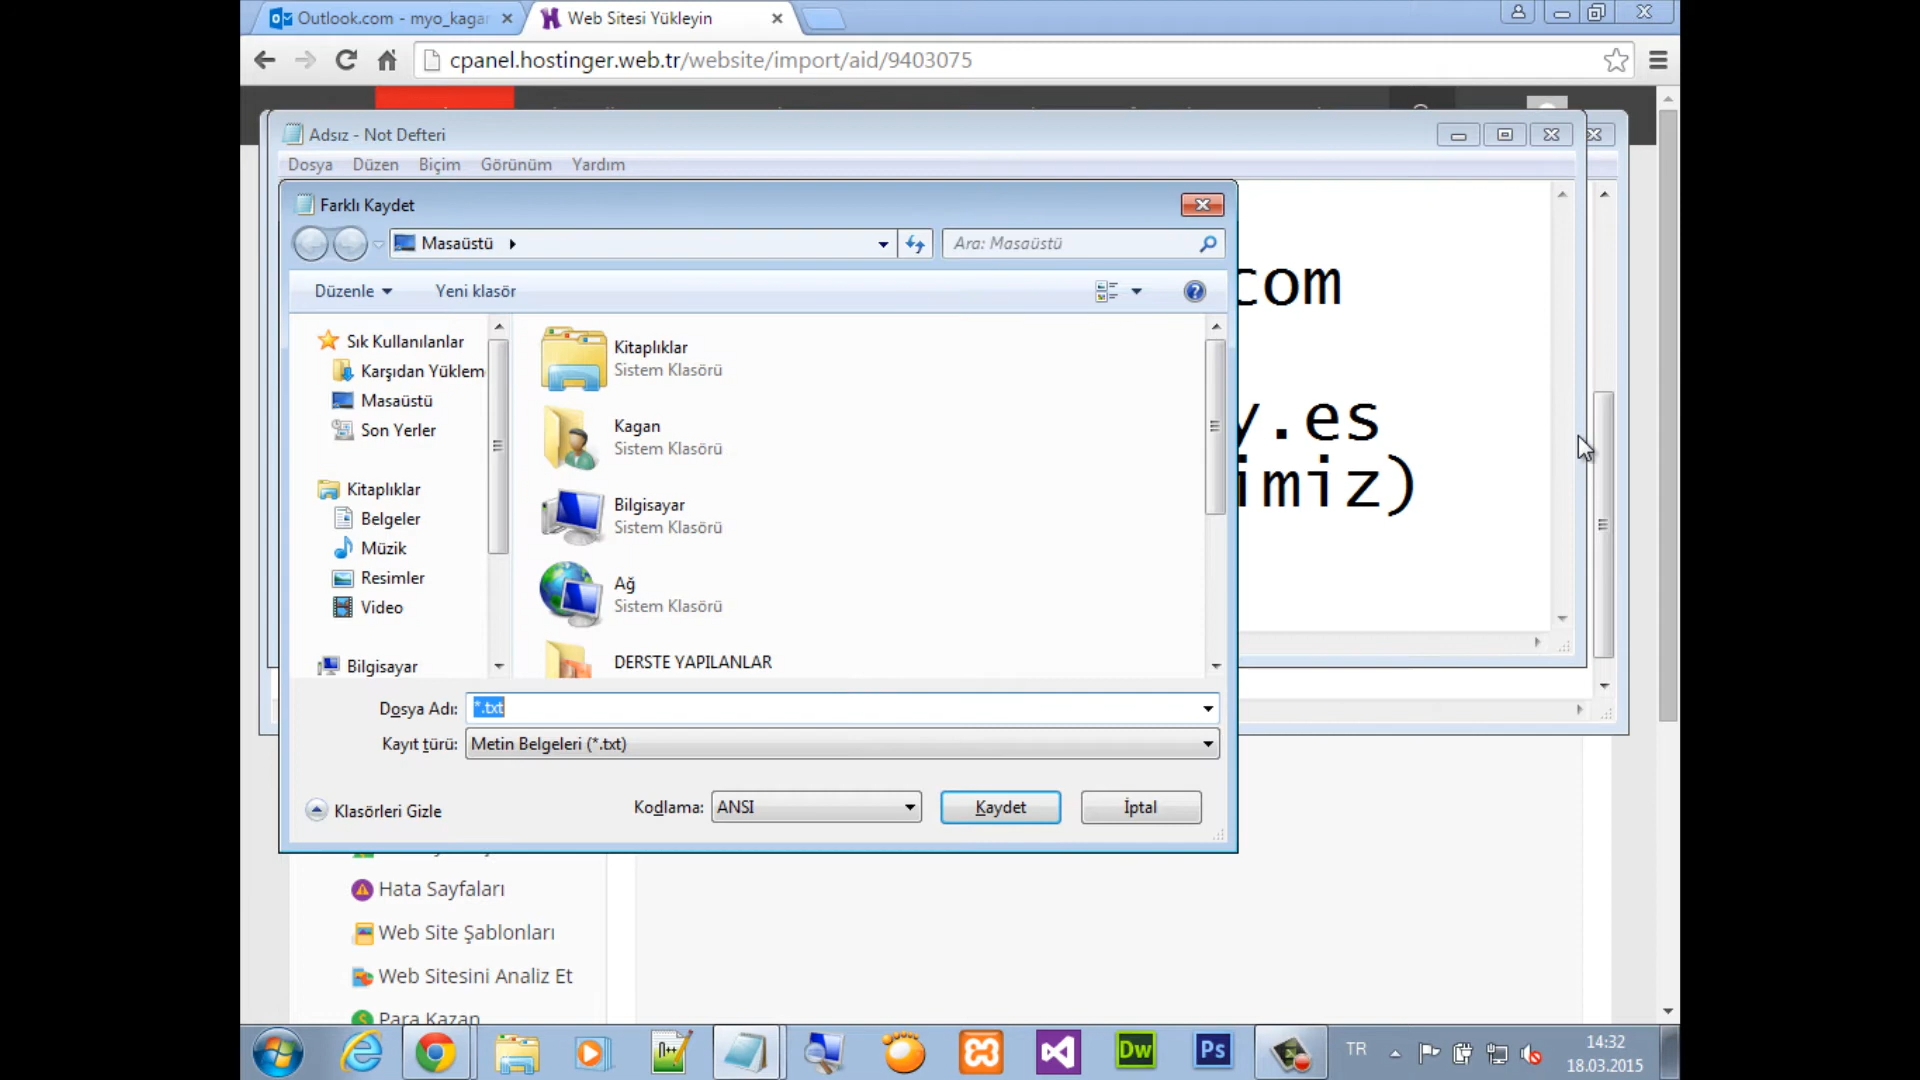 Outlook.com - myo_kagan
Web Sitesi Yükleyin
cpanel.hostinger.web.tr/website/import/aid/9403075
Adsız - Not Defteri
Dosya Düzen Biçim Görünüm Yardım
Farklı Kaydet
Masaüstü
Ara: Masaüstü
Düzenle
Yeni klasör
com
y.es
imiz)
Sık Kullanılanlar
Karşıdan Yüklem
Masaüstü
Son Yerler
Kitaplıklar
Belgeler
Müzik
Resimler
Video
Bilgisayar
Kitaplıklar
Sistem Klasörü
Kagan
Sistem Klasörü
Bilgisayar
Sistem Klasörü
Ağ
Sistem Klasörü
DERSTE YAPILANLAR
Dosya Adı: *.txt
Kayıt türü: Metin Belgeleri (*.txt)
Klasörleri Gizle
Kodlama: ANSI
Kaydet
İptal
Hata Sayfaları
Web Site Şablonları
Web Sitesini Analiz Et
Para Kazan
n++
Dw
Ps
TR
14:32
18.03.2015